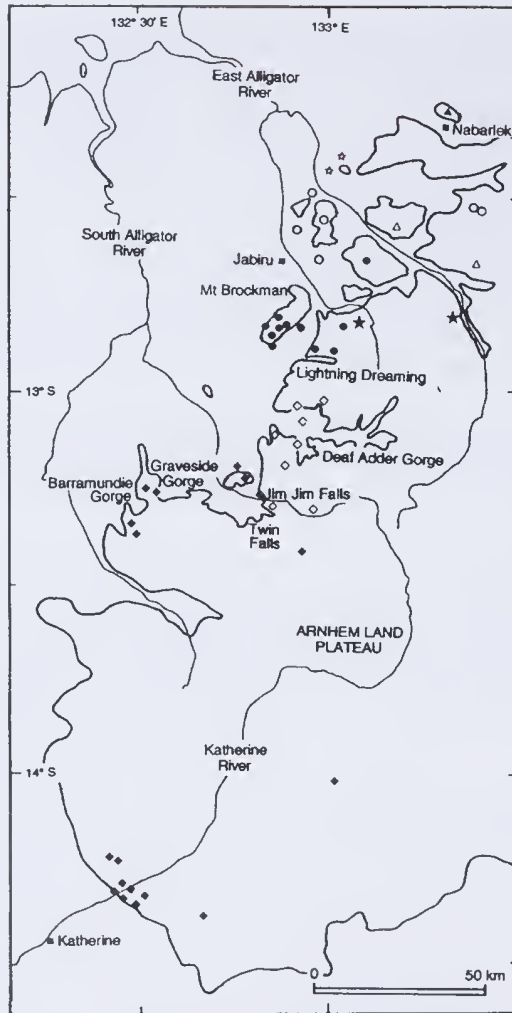 132° 30' E
133° E
East Alligator
River
Nabarlek
South Alligator
River
Jabiru
Mt Brockman
13° S
Lightning Dreaming
Graveside
Gorge
Barramundie
Gorge
Deaf Adder Gorge
Jim Jim Falls
Twin
Falls
ARNHEM LAND
PLATEAU
Katherine
River
14° S
Katherine
0
50 km